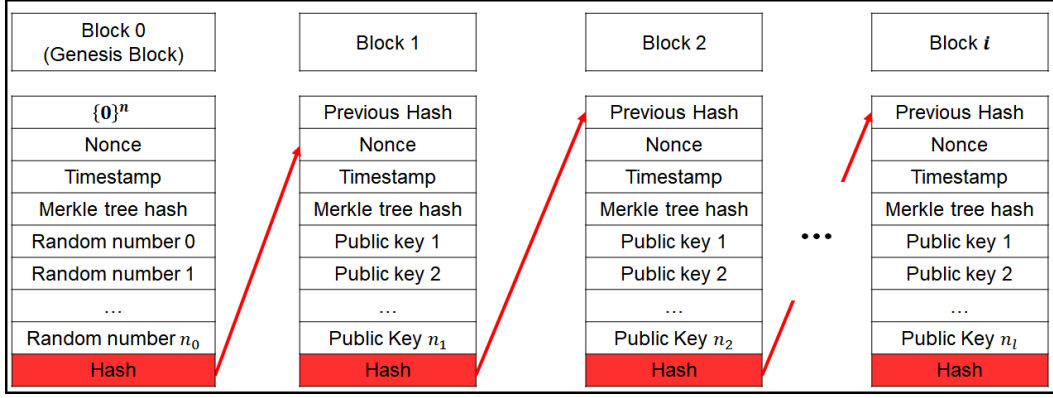 Block 0
(Genesis Block)
{𝟎}ⁿ
Nonce
Timestamp
Merkle tree hash
Random number 0
Random number 1
...
Random number n₀
Hash
Block 1
Previous Hash
Nonce
Timestamp
Merkle tree hash
Public key 1
Public key 2
...
Public Key n₁
Hash
Block 2
Previous Hash
Nonce
Timestamp
Merkle tree hash
Public key 1
Public key 2
...
Public Key n₂
Hash
...
Block i
Previous Hash
Nonce
Timestamp
Merkle tree hash
Public key 1
Public key 2
...
Public Key nₗ
Hash